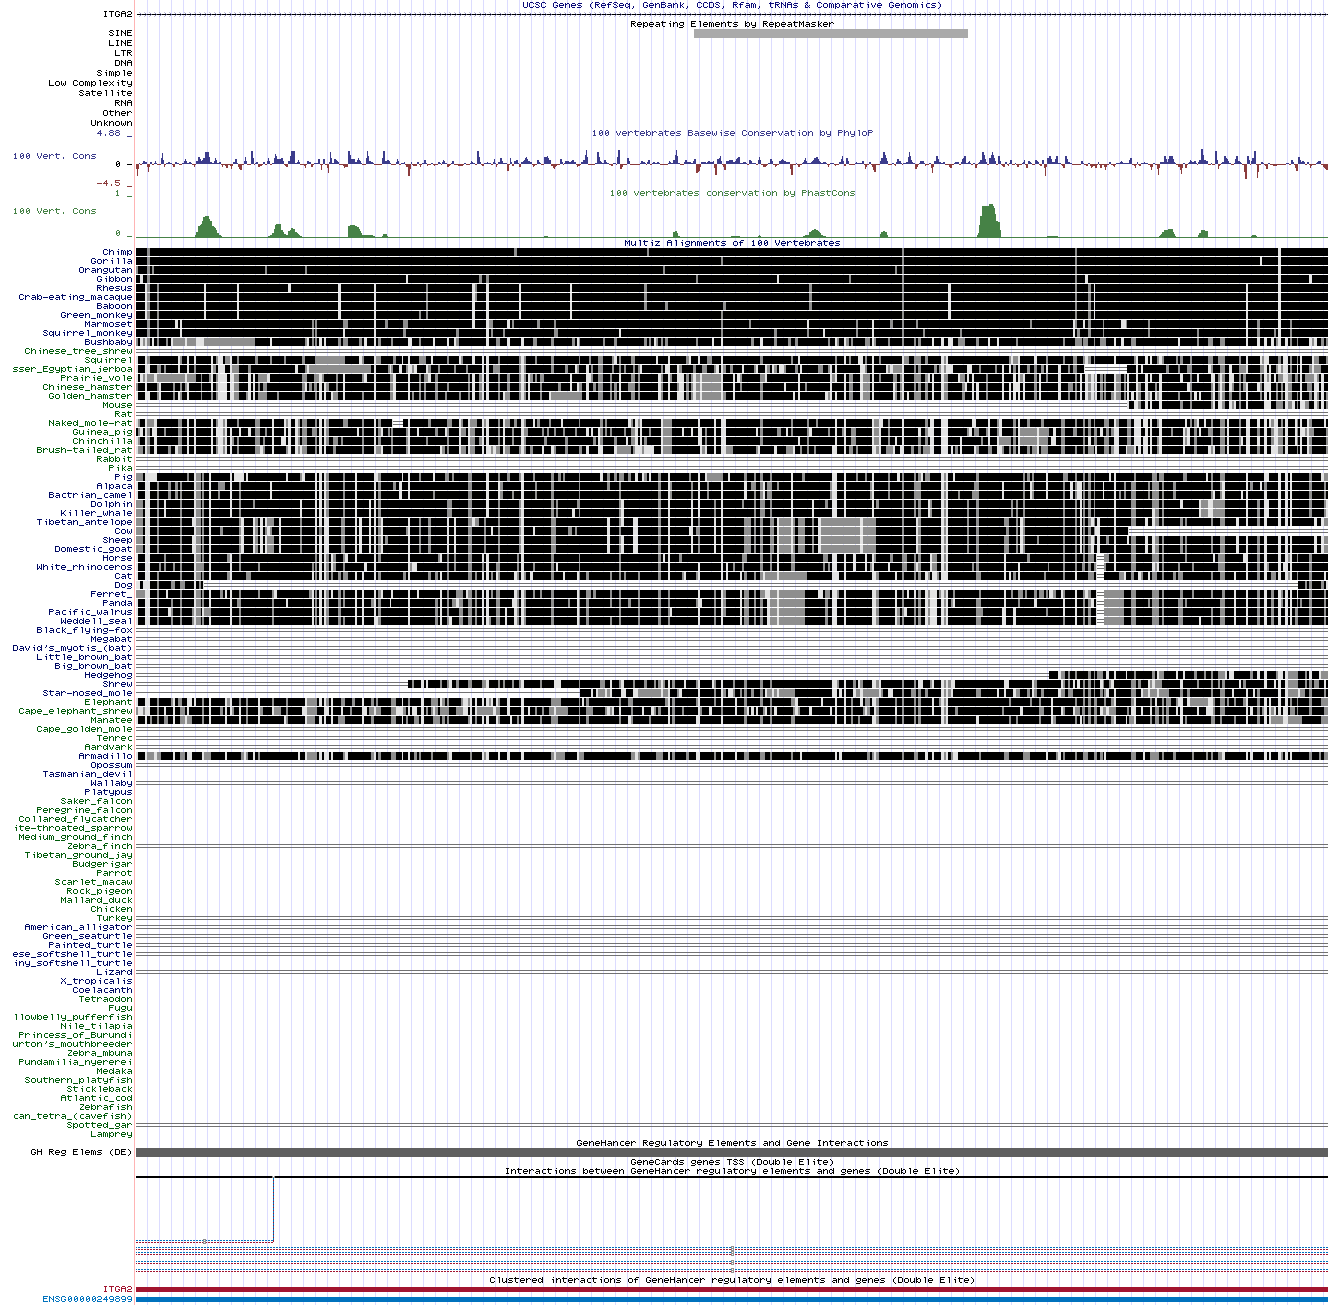 UCSC Genes (RefSeq, GenBank, CCDS, Rfam, tRNAs & Comparative Genomics)
ITGA2
Repeating Elements by RepeatMasker
SINE
LINE
LTR
DNA
Simple
Low Complexity
Satellite
RNA
Other
Unknown
4.88 _
100 vertebrates Basewise Conservation by PhyloP
100 Vert. Cons
0 _
-4.5 _
1 _
100 vertebrates conservation by PhastCons
100 Vert. Cons
0 _
Multiz Alignments of 100 Vertebrates
Chimp
Gorilla
Orangutan
Gibbon
Rhesus
Crab-eating_macaque
Baboon
Green_monkey
Marmoset
Squirrel_monkey
Bushbaby
Chinese_tree_shrew
Squirrel
sser_Egyptian_jerboa
Prairie_vole
Chinese_hamster
Golden_hamster
Mouse
Rat
Naked_mole-rat
Guinea_pig
Chinchilla
Brush-tailed_rat
Rabbit
Pika
Pig
Alpaca
Bactrian_camel
Dolphin
Killer_whale
Tibetan_antelope
Cow
Sheep
Domestic_goat
Horse
White_rhinoceros
Cat
Dog
Ferret_
Panda
Pacific_walrus
Weddell_seal
Black_flying-fox
Megabat
David's_myotis_(bat)
Little_brown_bat
Big_brown_bat
Hedgehog
Shrew
Star-nosed_mole
Elephant
Cape_elephant_shrew
Manatee
Cape_golden_mole
Tenrec
Aardvark
Armadillo
Opossum
Tasmanian_devil
Wallaby
Platypus
Saker_falcon
Peregrine_falcon
Collared_flycatcher
ite-throated_sparrow
Medium_ground_finch
Zebra_finch
Tibetan_ground_jay
Budgerigar
Parrot
Scarlet_macaw
Rock_pigeon
Mallard_duck
Chicken
Turkey
American_alligator
Green_seaturtle
Painted_turtle
ese_softshell_turtle
iny_softshell_turtle
Lizard
X_tropicalis
Coelacanth
Tetraodon
Fugu
llowbelly_pufferfish
Nile_tilapia
Princess_of_Burundi
urton's_mouthbreeder
Zebra_mbuna
Pundamilia_nyererei
Medaka
Southern_platyfish
Stickleback
Atlantic_cod
Zebrafish
can_tetra_(cavefish)
Spotted_gar
Lamprey
GeneHancer Regulatory Elements and Gene Interactions
GH Reg Elems (DE)
GeneCards genes TSS (Double Elite)
Interactions between GeneHancer regulatory elements and genes (Double Elite)
Clustered interactions of GeneHancer regulatory elements and genes (Double Elite)
ITGA2
ENSG00000249899